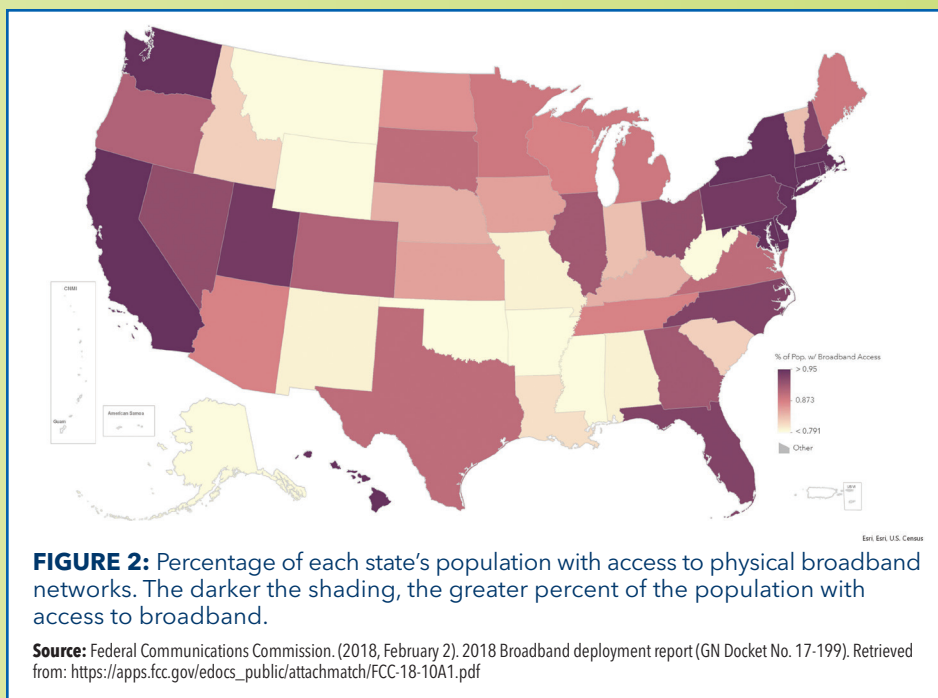 CNMI
Guam
American Samoa
% of Pop. w/ Broadband Access
> 0.95
0.873
< 0.791
Other
USVI
Esri, Esri, U.S. Census
FIGURE 2: Percentage of each state's population with access to physical broadband
networks. The darker the shading, the greater percent of the population with
access to broadband.
Source: Federal Communications Commission. (2018, February 2). 2018 Broadband deployment report (GN Docket No. 17-199). Retrieved
from: https://apps.fcc.gov/edocs_public/attachmatch/FCC-18-10A1.pdf